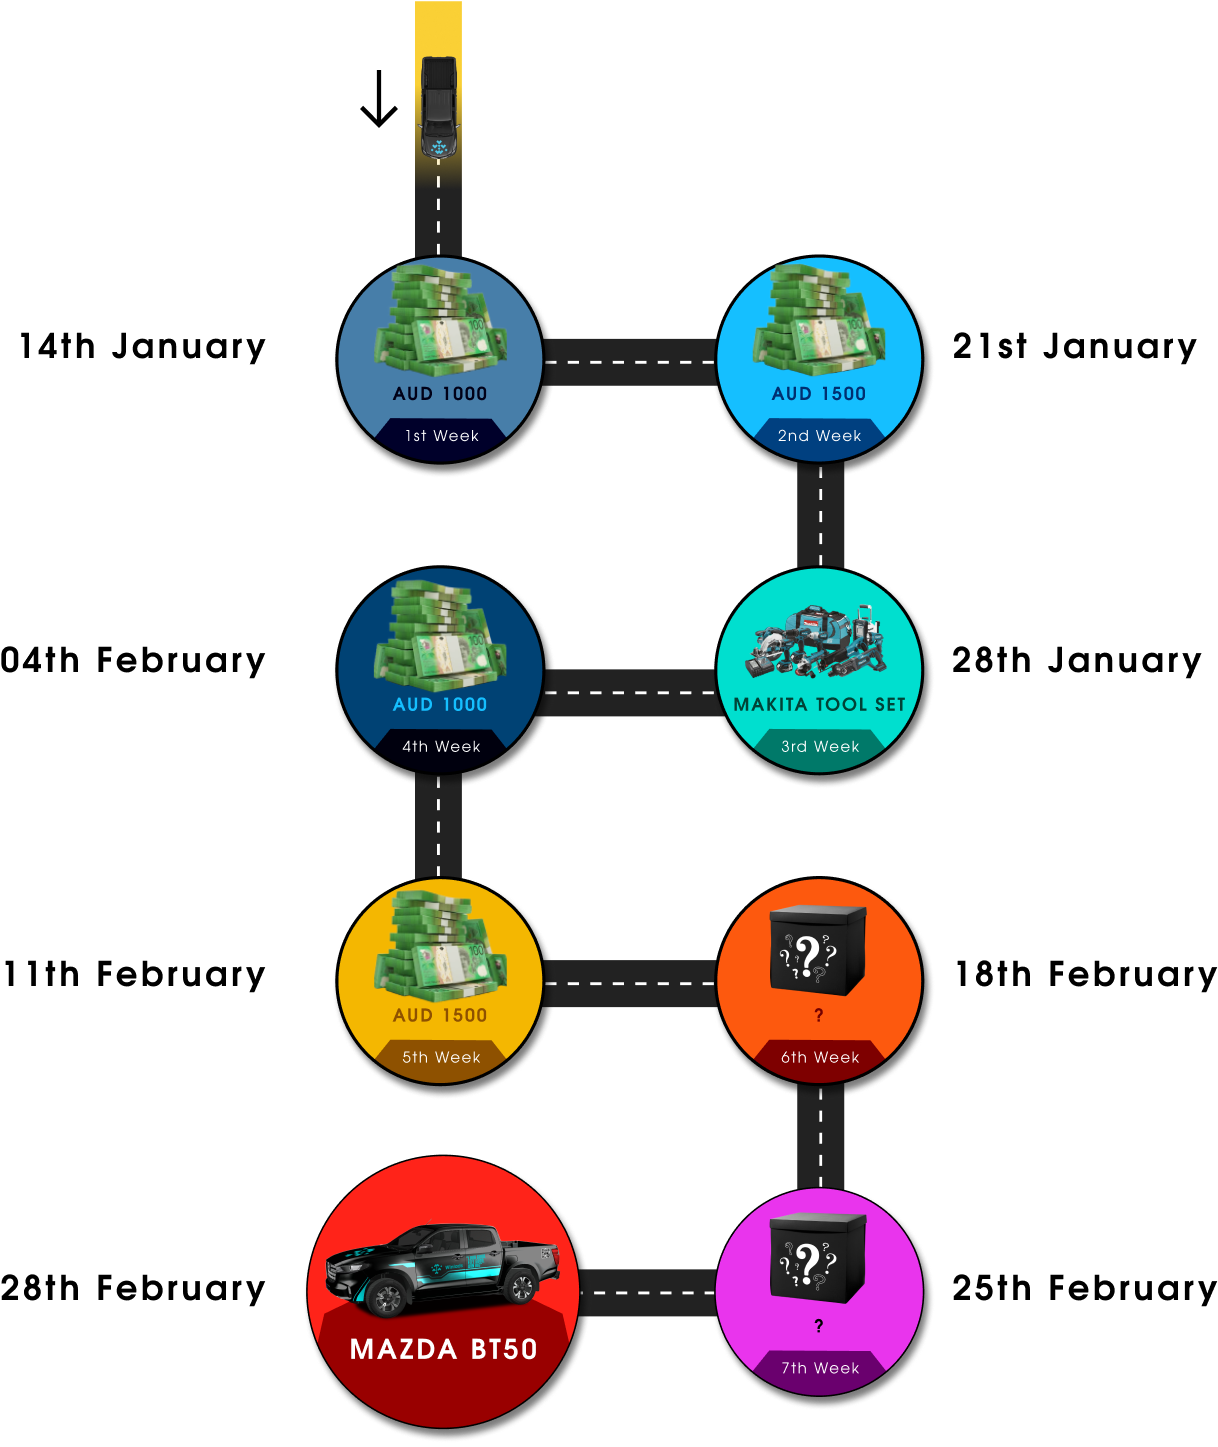 14th January
AUD 1000
1st Week
AUD 1500
2nd Week
21st January
04th February
AUD 1000
4th Week
MAKITA TOOL SET
3rd Week
28th January
11th February
AUD 1500
5th Week
?
6th Week
18th February
28th February
MAZDA BT50
?
7th Week
25th February